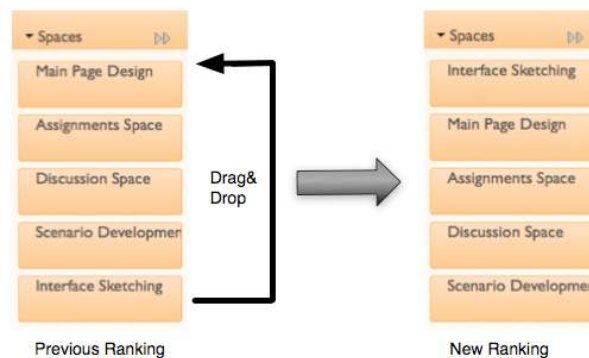 Spaces
Main Page Design
Assignments Space
Discussion Space
Scenario Developmen
Interface Sketching
Previous Ranking
Drag&
Drop
Spaces
Interface Sketching
Main Page Design
Assignments Space
Discussion Space
Scenario Developme
New Ranking